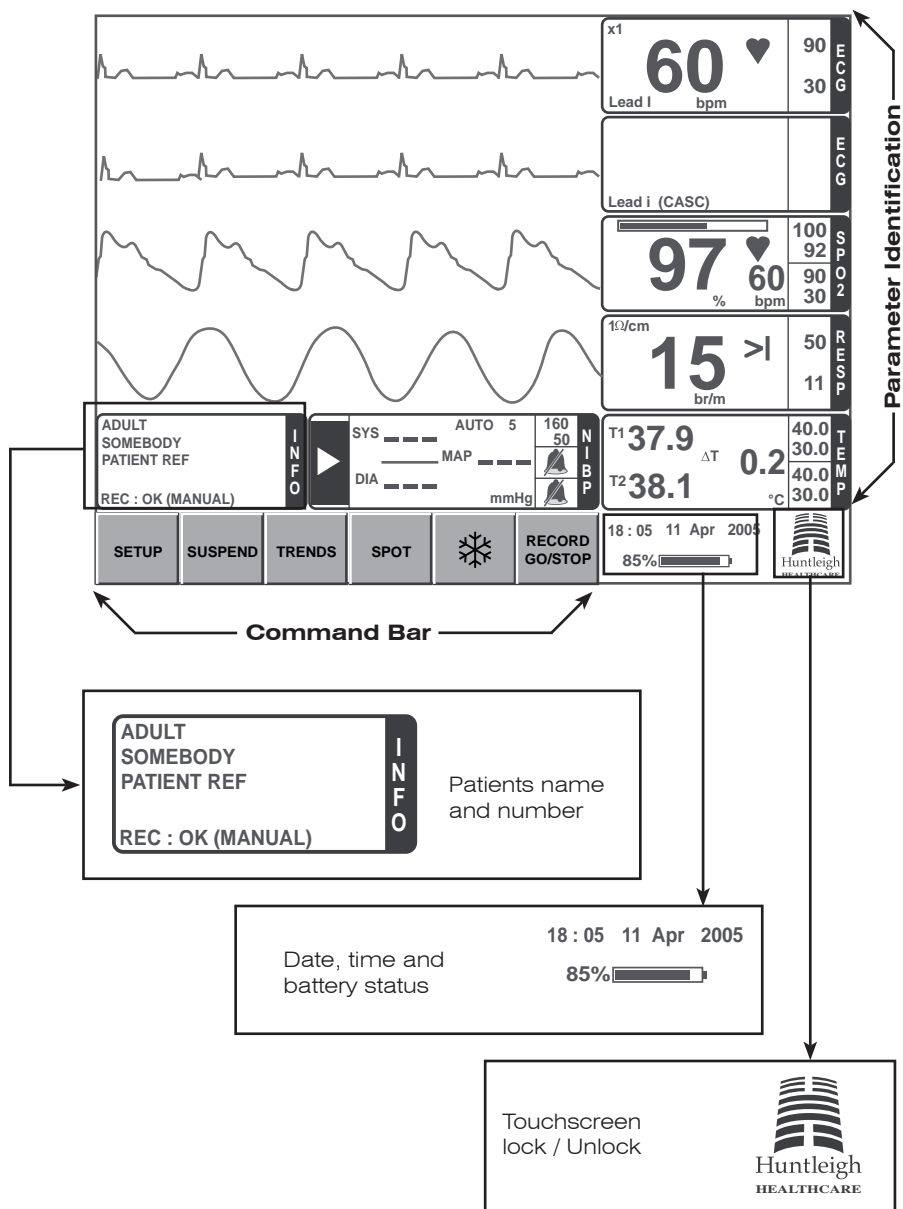 x1
60 ♥
Lead I bpm
90
30
ECG
Lead i (CASC)
ECG
97 ♥
% 60
bpm
100
92
90
30
SPO2
1Ω/cm
15 >I
br/m
50
11
RESP
Parameter Identification
ADULT
SOMEBODY
PATIENT REF
REC : OK (MANUAL)
INFO
SYS _ _ _ AUTO 5
MAP _ _ _
DIA _ _ _
mmHg
160
50
NIBP
T1 37.9
ΔT 0.2
T2 38.1
°C
40.0
30.0
40.0
30.0
TEMP
SETUP
SUSPEND
TRENDS
SPOT
RECORD
GO/STOP
18 : 05 11 Apr 2005
85%
Huntleigh
HEALTHCARE
Command Bar
ADULT
SOMEBODY
PATIENT REF
REC : OK (MANUAL)
INFO
Patients name
and number
Date, time and
battery status
18 : 05 11 Apr 2005
85%
Touchscreen
lock / Unlock
Huntleigh
HEALTHCARE